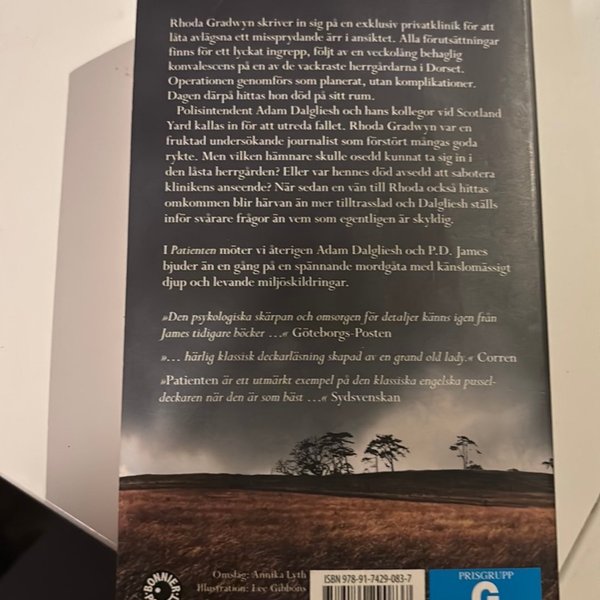 Rhoda Gradwyn skriver in sig på en exklusiv privatklinik för att
låta avlägsna ett missprydande ärr i ansiktet. Alla förutsättningar
finns för ett lyckat ingrepp, följt av en veckolång behaglig
konvalescens på en av de vackraste herrgårdarna i Dorset.
Operationen genomförs som planerat, utan komplikationer.
Dagen därpå hittas hon död på sitt rum.
Polisintendent Adam Dalgliesh och hans kollegor vid Scotland
Yard kallas in för att utreda fallet. Rhoda Gradwyn var en
fruktad undersökande journalist som förstört mångas goda
rykte. Men vilken hämnare skulle osedd kunnat ta sig in i
den låsta herrgården? Eller var hennes död avsedd att sabotera
klinikens anseende? När sedan en vän till Rhoda också hittas
omkommen blir härvan än mer tilltrasslad och Dalgliesh ställs
inför svårare frågor än vem som egentligen är skyldig.
I Patienten möter vi återigen Adam Dalgliesh och P.D. James
bjuder än en gång på en spännande mordgåta med känslomässigt
djup och levande miljöskildringar.
»Den psykologiska skärpan och omsorgen för detaljer känns igen från
James tidigare böcker …« Göteborgs-Posten
»… härlig klassisk deckarläsning skapad av en grand old lady.« Corren
»Patienten är ett utmärkt exempel på den klassiska engelska pussel-
deckaren när den är som bäst …« Sydsvenskan
Omslag: Annika Lyth
Illustration: Lee Gibbons
BONNIER
ISBN 978-91-7429-083-7
PRISGRUPP
G